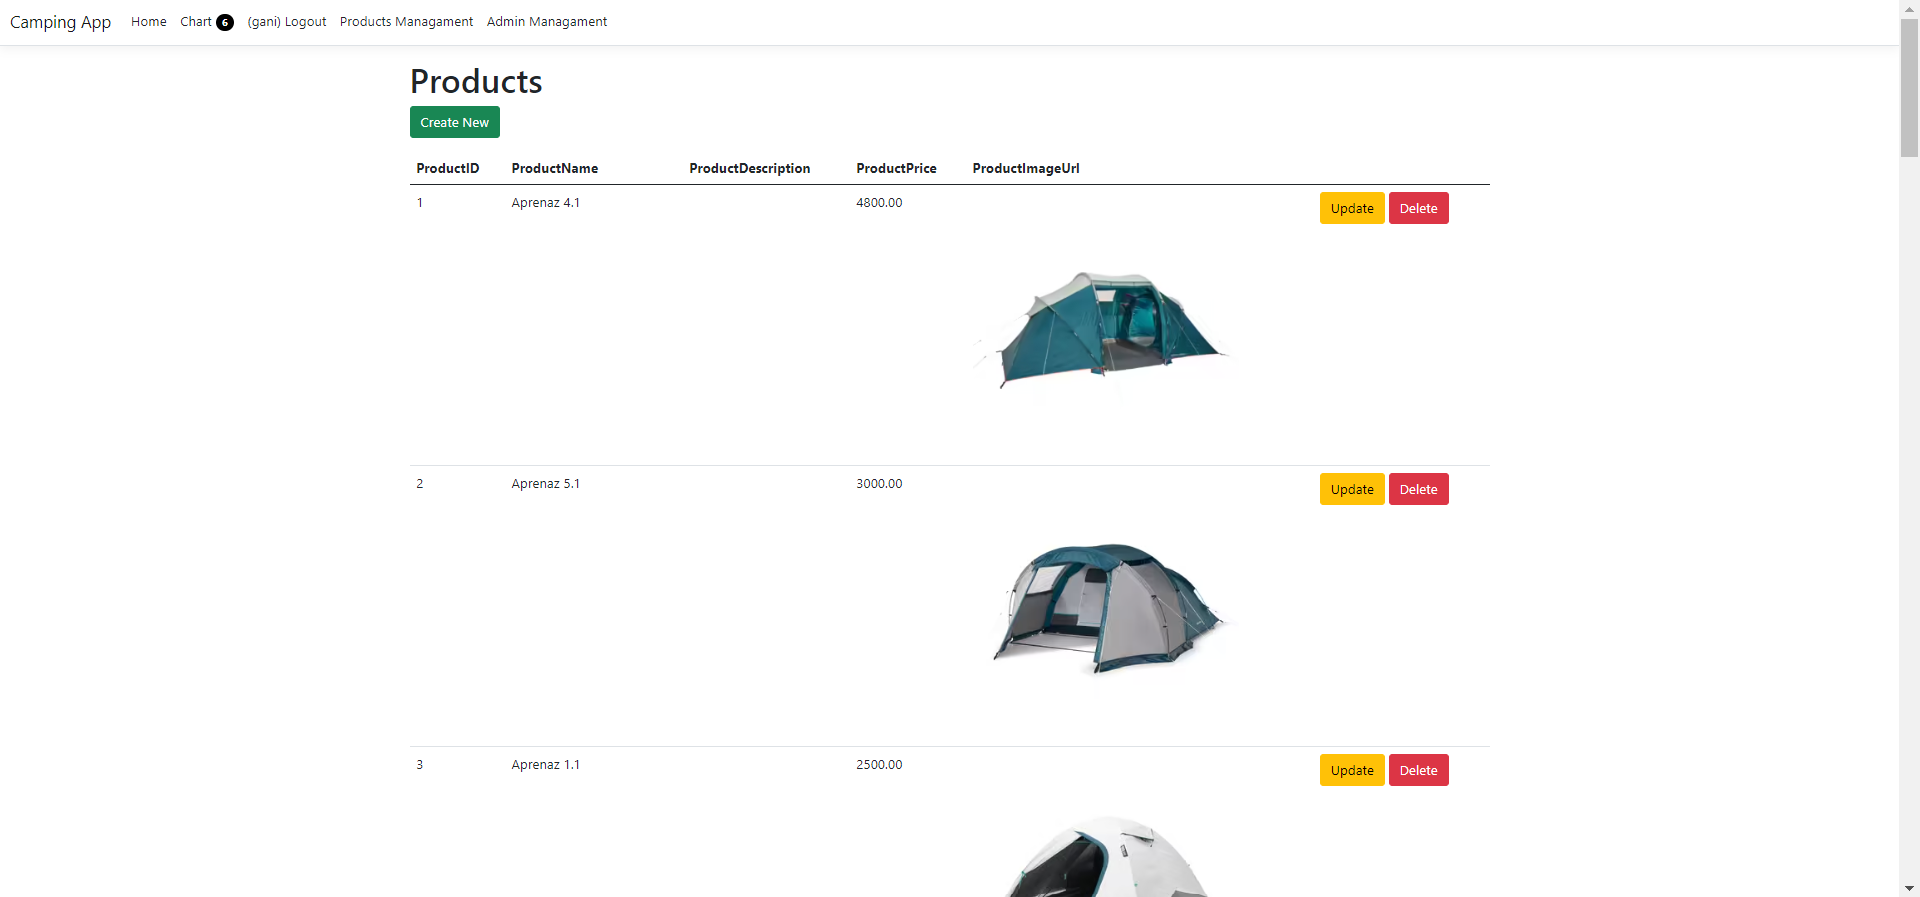 Camping App Home Chart 6 (gani) Logout Products Managament Admin Managament
Products
Create New
ProductID ProductName ProductDescription ProductPrice ProductImageUrl
1 Aprenaz 4.1 4800.00 Update Delete
2 Aprenaz 5.1 3000.00 Update Delete
3 Aprenaz 1.1 2500.00 Update Delete